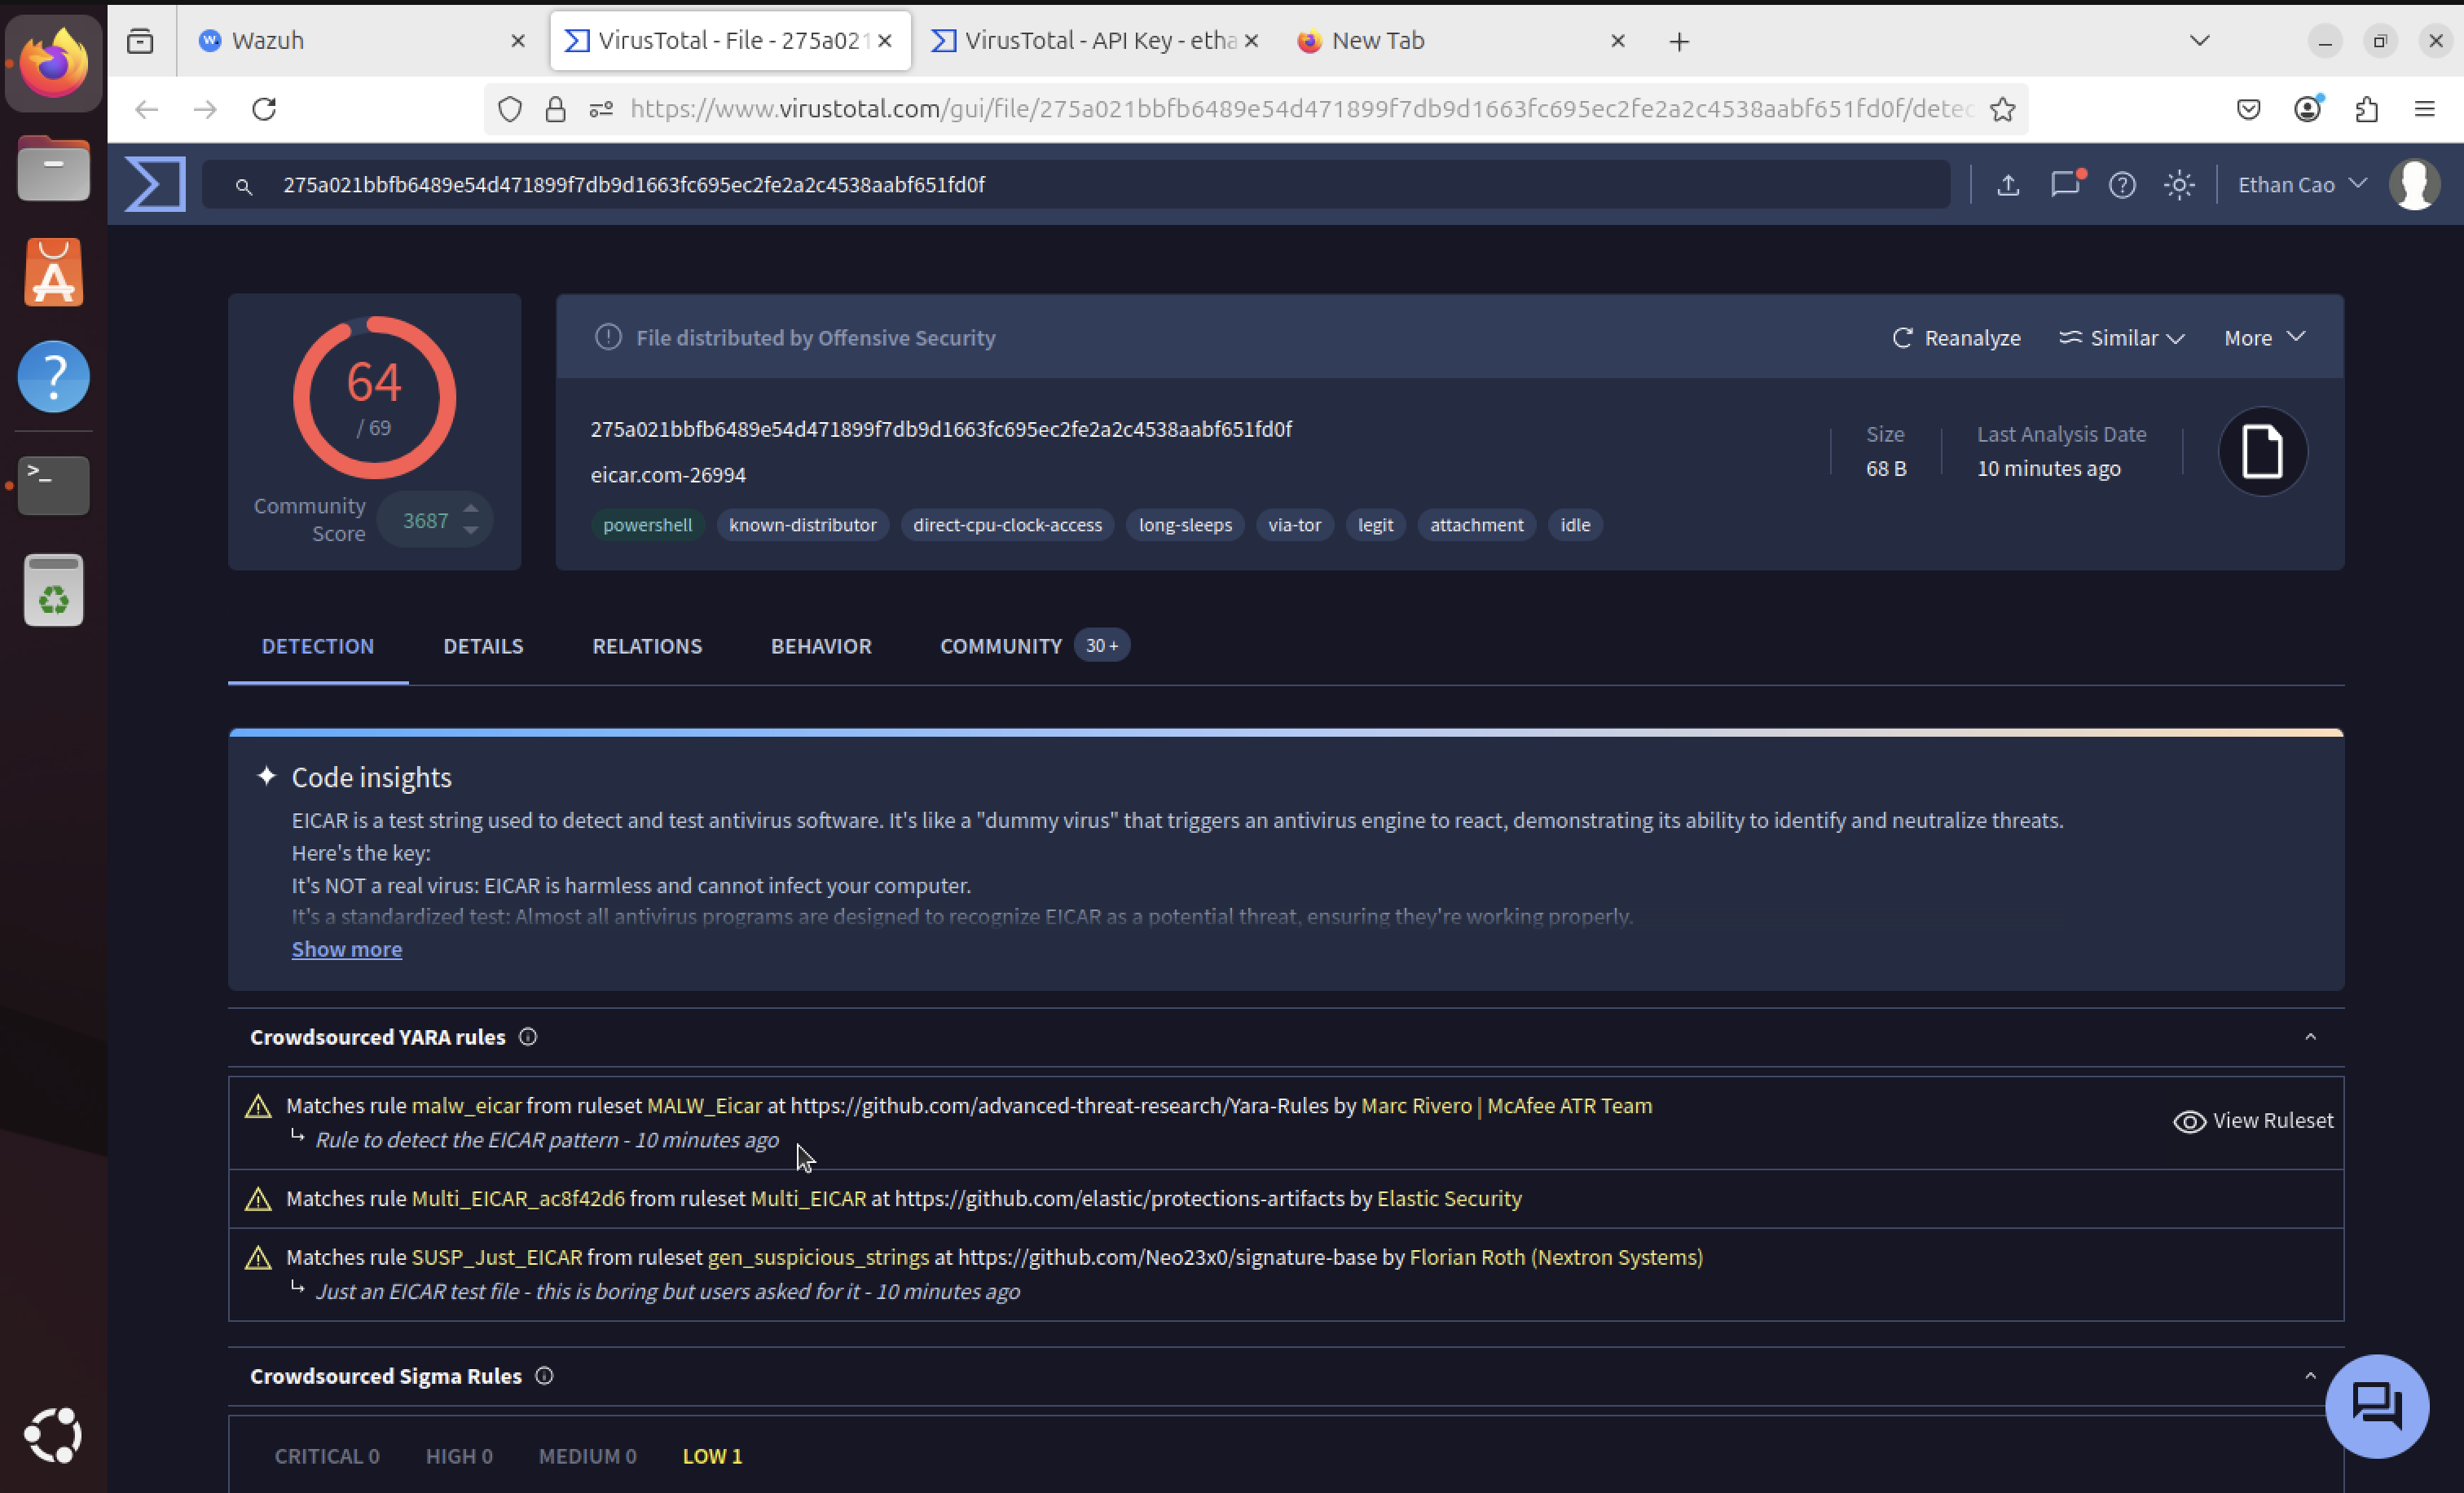 Wazuh
VirusTotal - File - 275a021
VirusTotal - API Key - etha
New Tab
https://www.virustotal.com/gui/file/275a021bbfb6489e54d471899f7db9d1663fc695ec2fe2a2c4538aabf651fd0f/detec
275a021bbfb6489e54d471899f7db9d1663fc695ec2fe2a2c4538aabf651fd0f
Ethan Cao
64
/ 69
Community
Score
3687
File distributed by Offensive Security
Reanalyze
Similar
More
275a021bbfb6489e54d471899f7db9d1663fc695ec2fe2a2c4538aabf651fd0f
eicar.com-26994
Size
68 B
Last Analysis Date
10 minutes ago
powershell
known-distributor
direct-cpu-clock-access
long-sleeps
via-tor
legit
attachment
idle
DETECTION
DETAILS
RELATIONS
BEHAVIOR
COMMUNITY
30 +
Code insights
EICAR is a test string used to detect and test antivirus software. It's like a "dummy virus" that triggers an antivirus engine to react, demonstrating its ability to identify and neutralize threats.
Here's the key:
It's NOT a real virus: EICAR is harmless and cannot infect your computer.
It's a standardized test: Almost all antivirus programs are designed to recognize EICAR as a potential threat, ensuring they're working properly.
Show more
Crowdsourced YARA rules
Matches rule malw_eicar from ruleset MALW_Eicar at https://github.com/advanced-threat-research/Yara-Rules by Marc Rivero | McAfee ATR Team
Rule to detect the EICAR pattern - 10 minutes ago
View Ruleset
Matches rule Multi_EICAR_ac8f42d6 from ruleset Multi_EICAR at https://github.com/elastic/protections-artifacts by Elastic Security
Matches rule SUSP_Just_EICAR from ruleset gen_suspicious_strings at https://github.com/Neo23x0/signature-base by Florian Roth (Nextron Systems)
Just an EICAR test file - this is boring but users asked for it - 10 minutes ago
Crowdsourced Sigma Rules
CRITICAL 0
HIGH 0
MEDIUM 0
LOW 1